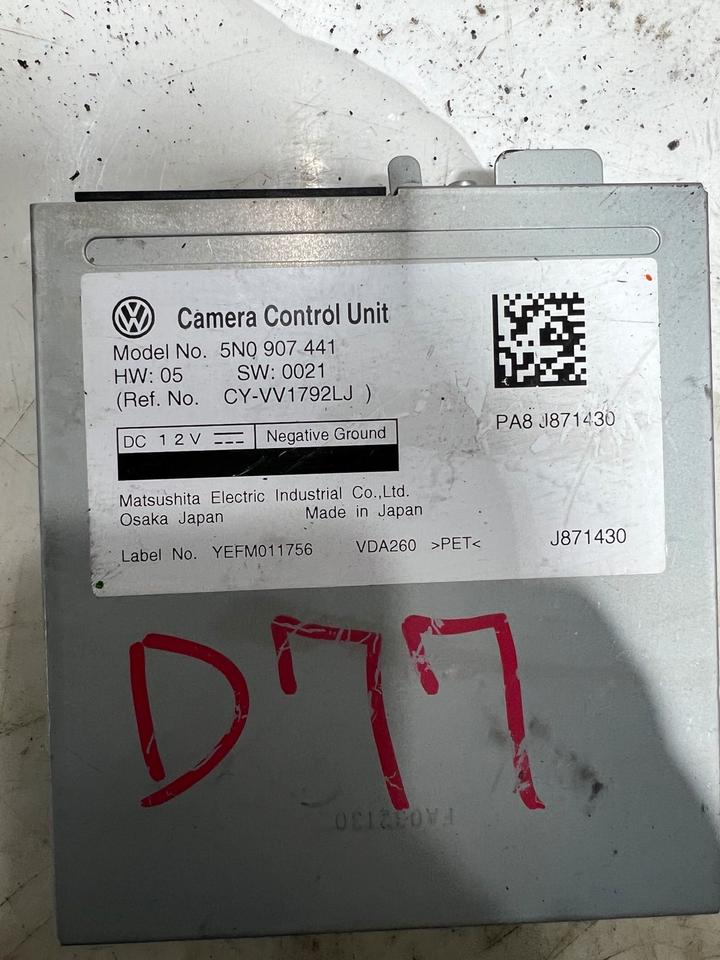 Camera Control Unit
Model No. 5N0 907 441
HW: 05 SW: 0021
(Ref. No. CY-VV1792LJ )
DC 12V Negative Ground
PA8 J871430
Matsushita Electric Industrial Co.,Ltd.
Osaka Japan Made in Japan
Label No. YEFM011756 VDA260 >PET< J871430
D77
FA032130